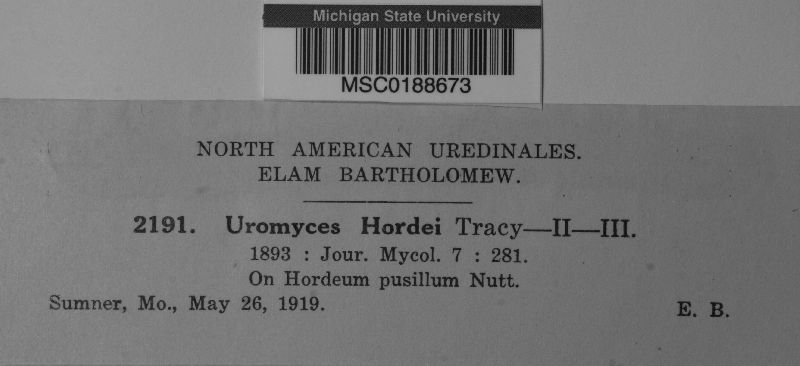 Michigan State University
MSC0188673
NORTH AMERICAN UREDINALES.
ELAM BARTHOLOMEW.
2191. Uromyces Hordei Tracy—II—III.
1893 : Jour. Mycol. 7 : 281.
On Hordeum pusillum Nutt.
Sumner, Mo., May 26, 1919.
E. B.